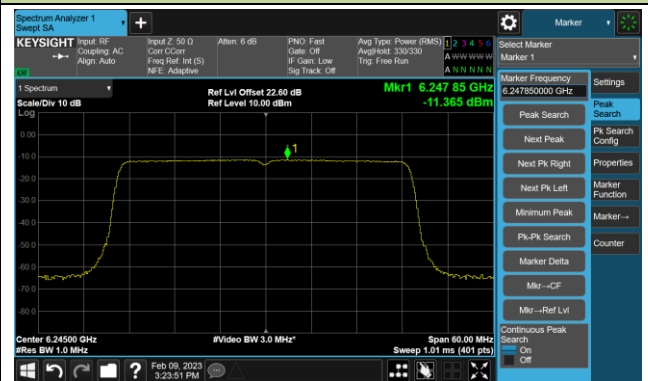 Spectrum Analyzer 1
Swept SA
Marker
KEYSIGHT
Input: RF
Coupling: AC
Align: Auto
Input Z: 50 Ω
Corr CCorr
Freq Ref: Int (S)
NFE: Adaptive
Atten: 6 dB
PNO: Fast
Gate: Off
IF Gain: Low
Sig Track: Off
Avg Type: Power (RMS)
Avg|Hold: 330/330
Trig: Free Run
1 2 3 4 5 6
A W W W W W
A N N N N N
Select Marker
Marker 1
LXI
1 Spectrum
Scale/Div 10 dB
Log
Ref Lvl Offset 22.60 dB
Ref Level 10.00 dBm
Mkr1 6.247 85 GHz
-11.365 dBm
0.00
-10.0
-20.0
-30.0
-40.0
-50.0
-60.0
-70.0
-80.0
1
Center 6.24500 GHz
#Res BW 1.0 MHz
#Video BW 3.0 MHz*
Span 60.00 MHz
Sweep 1.01 ms (401 pts)
Marker Frequency
6.247850000 GHz
Peak Search
Next Peak
Next Pk Right
Next Pk Left
Minimum Peak
Pk-Pk Search
Marker Delta
Mkr→CF
Mkr→Ref Lvl
Continuous Peak
Search
On
Off
Settings
Peak
Search
Pk Search
Config
Properties
Marker
Function
Marker→
Counter
?
Feb 09, 2023
3:23:51 PM